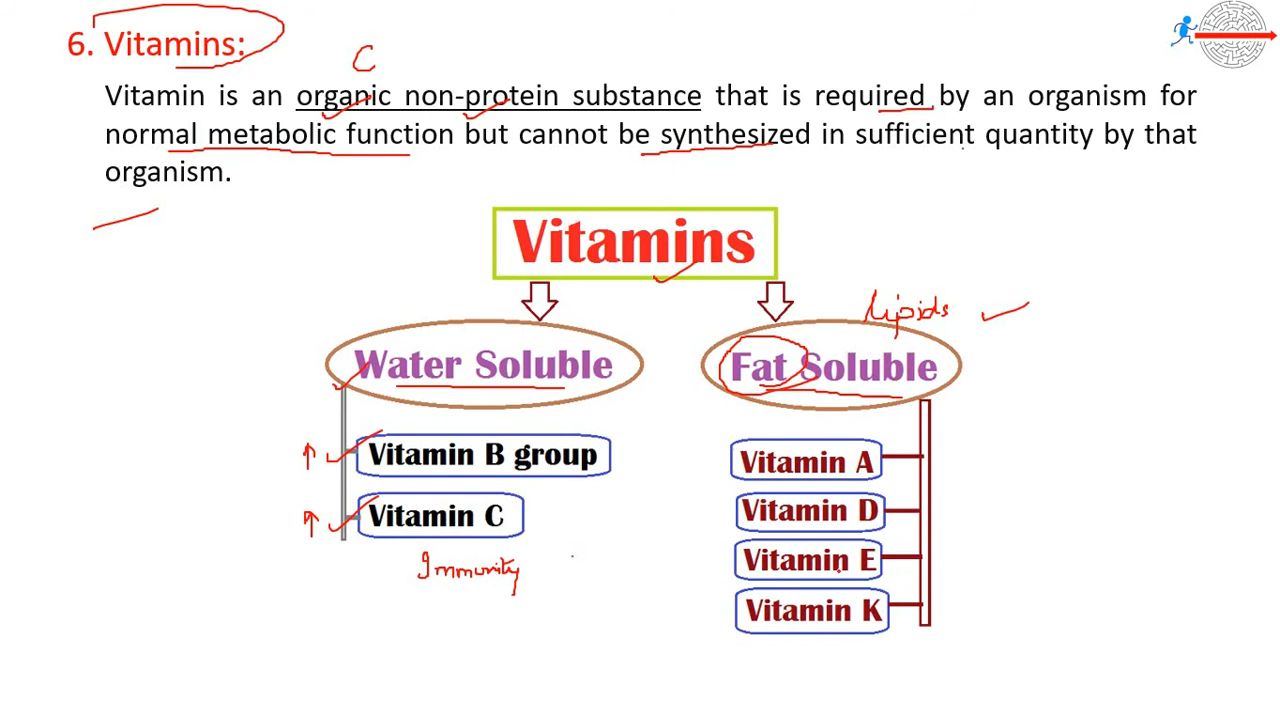 6. Vitamins:
C
Vitamin is an organic non-protein substance that is required by an organism for
normal metabolic function but cannot be synthesized in sufficient quantity by that
organism.
Vitamins
Lipids
Water Soluble
Fat Soluble
Vitamin B group
Vitamin C
Immunity
Vitamin A
Vitamin D
Vitamin E
Vitamin K